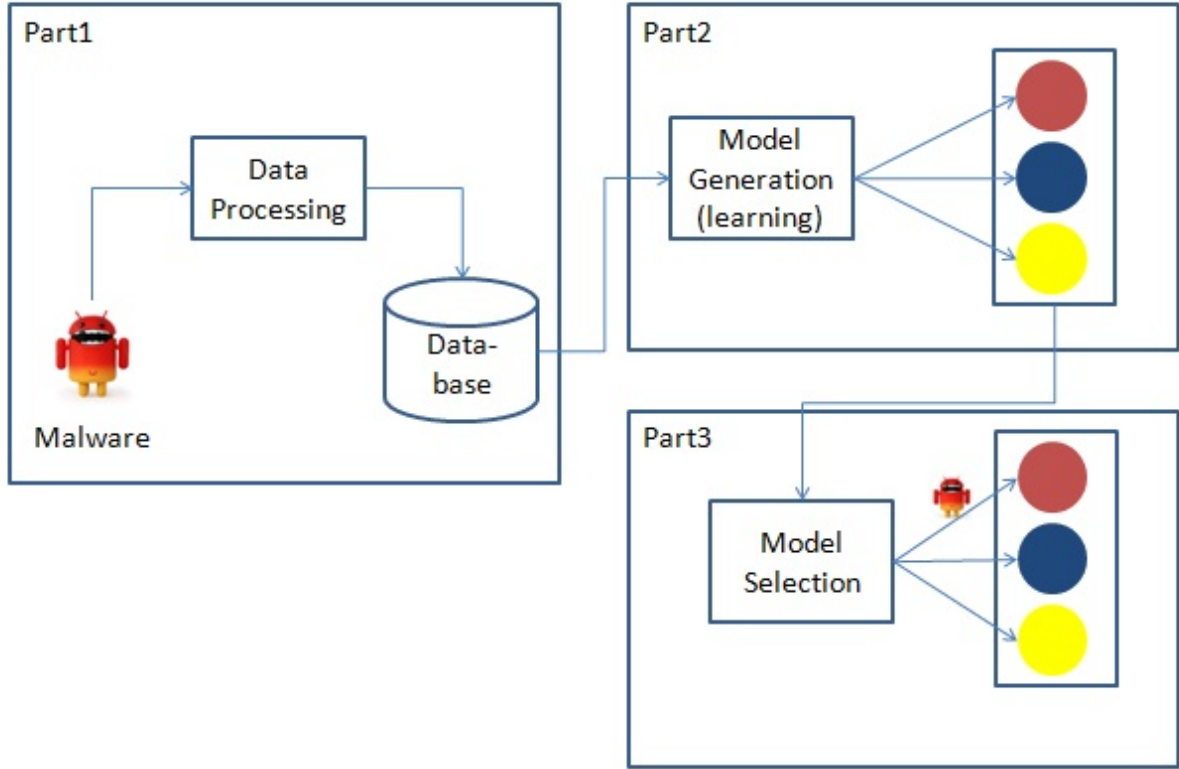 Part1
Data
Processing
Data-
base
Malware
Part2
Model
Generation
(learning)
Part3
Model
Selection